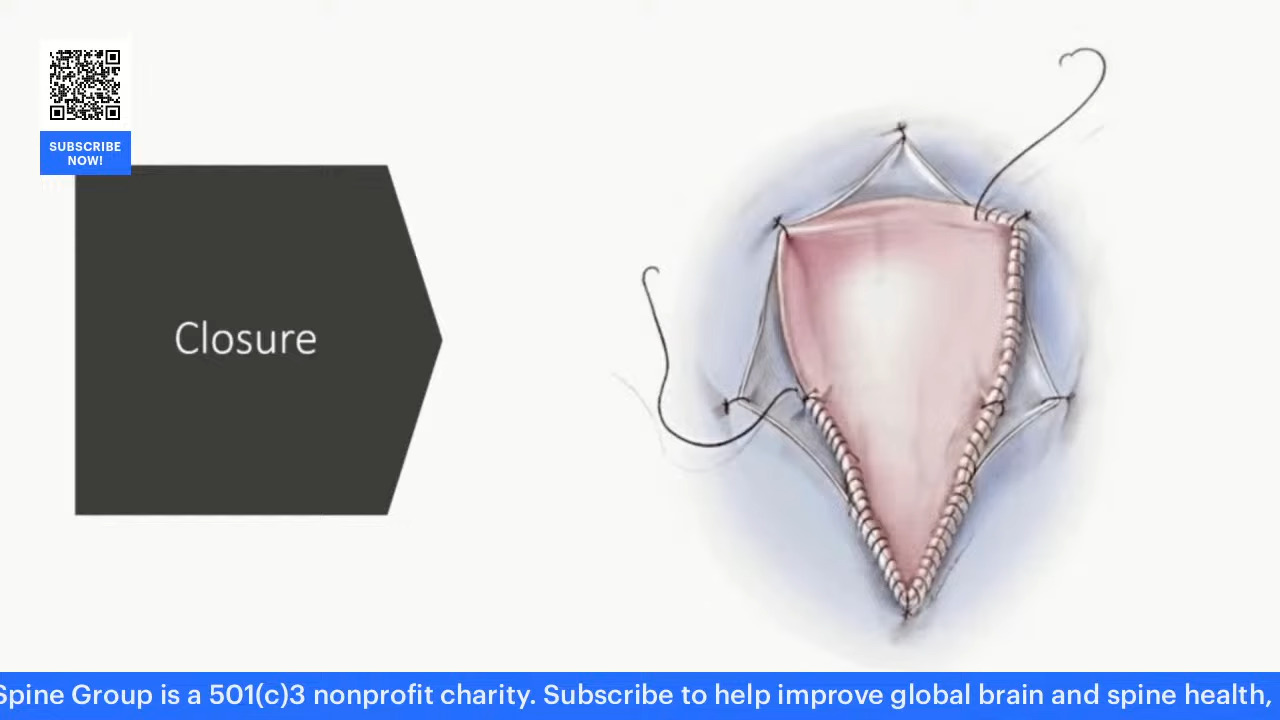 SUBSCRIBE
NOW!
Closure
Spine Group is a 501(c)3 nonprofit charity. Subscribe to help improve global brain and spine health,